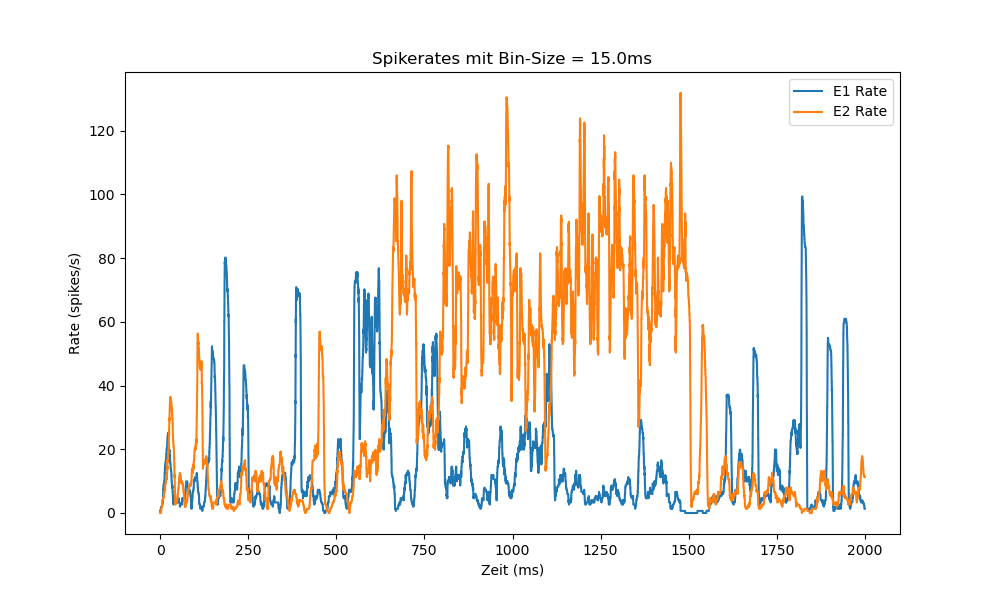 Spikerates mit Bin-Size = 15.0ms
E1 Rate
E2 Rate
120
100
80
60
40
20
0
Rate (spikes/s)
0 250 500 750 1000 1250 1500 1750 2000
Zeit (ms)